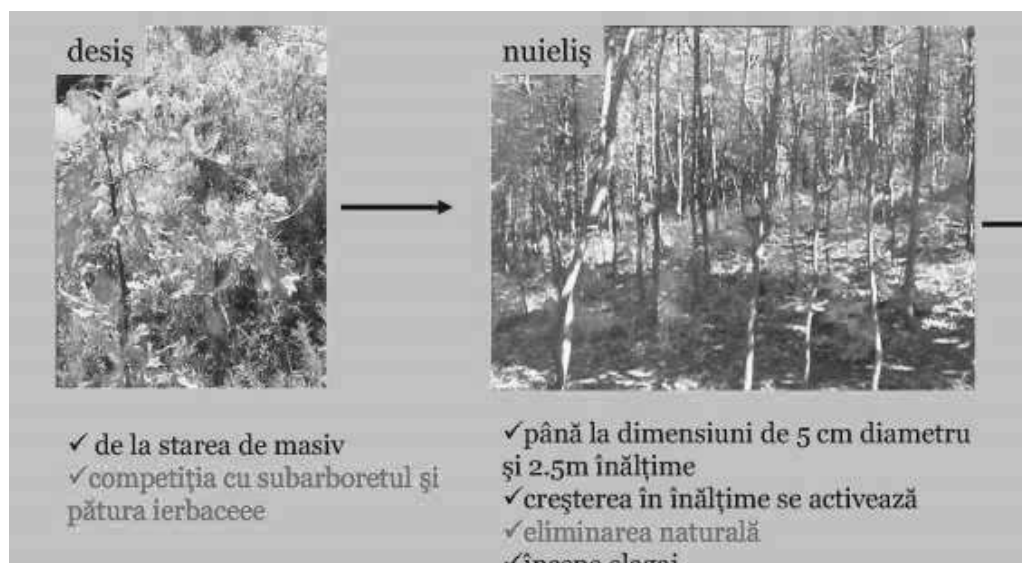 desiş
nuieliş
✓ de la starea de masiv
✓competiţia cu subarboretul şi
pătura ierbaceee
✓până la dimensiuni de 5 cm diametru
şi 2.5m înălţime
✓creşterea în înălţime se activează
✓eliminarea naturală